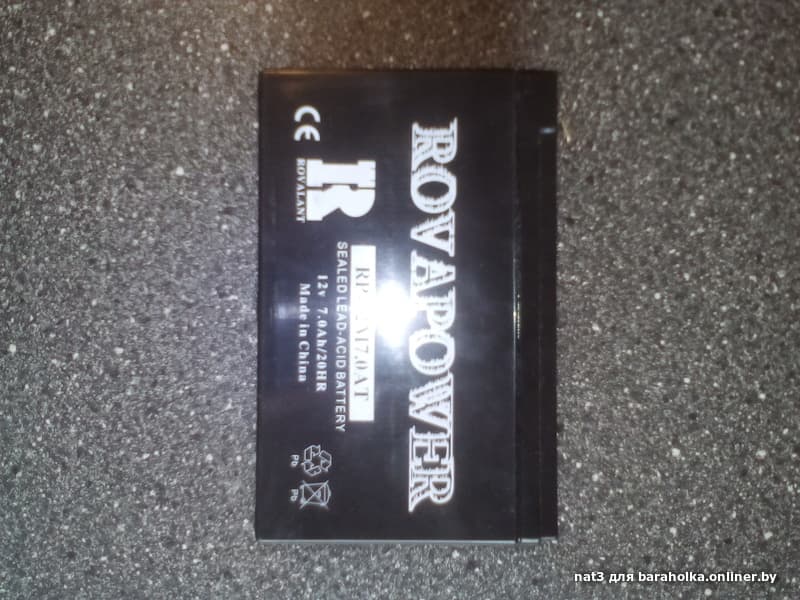 ROVAPOWER
ROVALANT
SEALED LEAD-ACID BATTERY
12v 7.0Ah/20HR
Made in China
CE
Pb
Pb
nat3 для baraholka.onliner.by